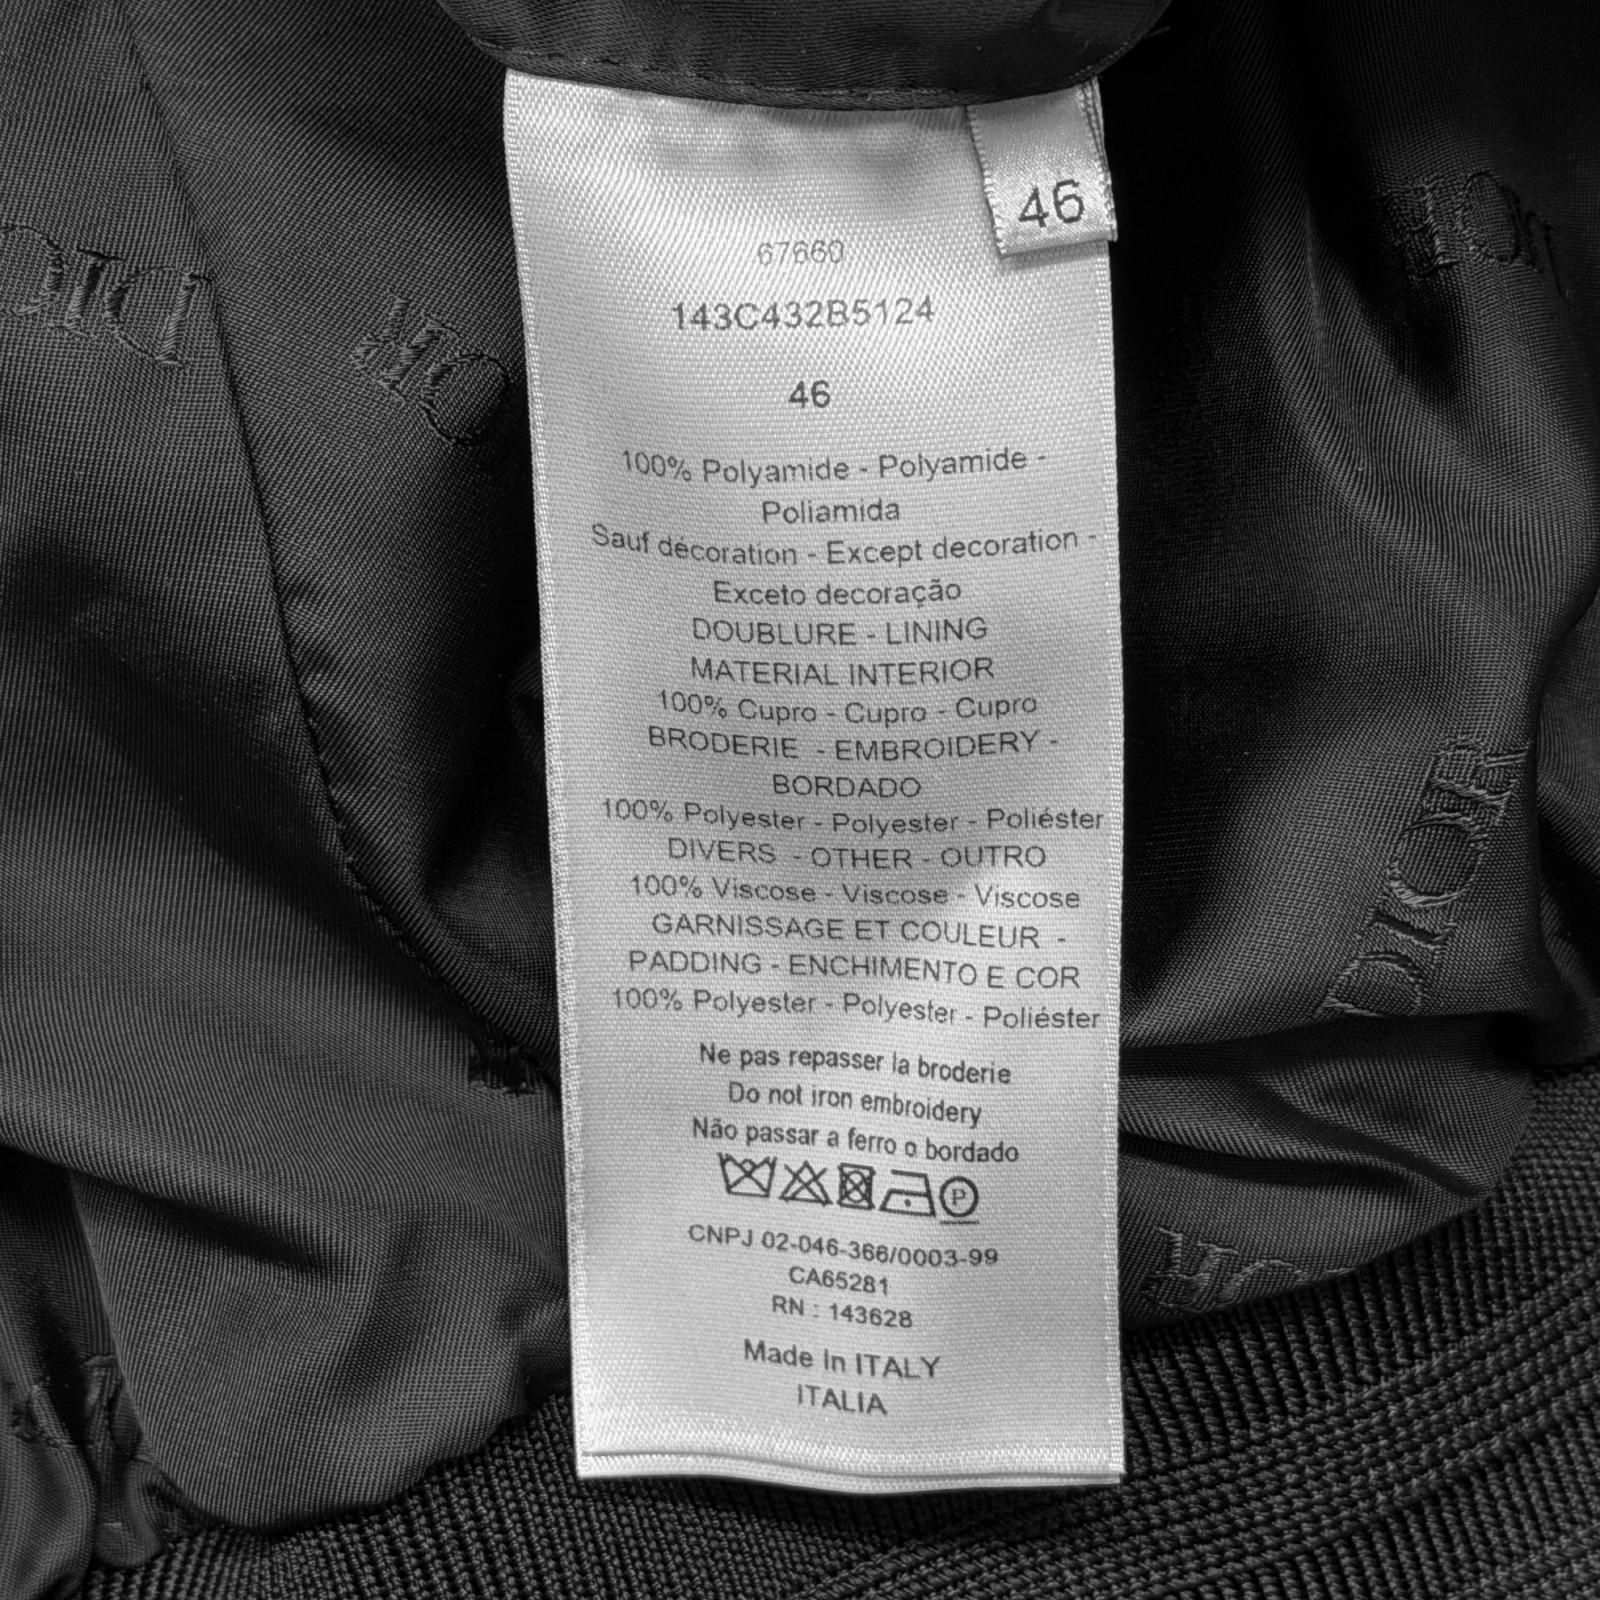 46
67660
143C432B5124
46
100% Polyamide - Polyamide -
Poliamida
Sauf décoration - Except decoration -
Exceto decoração
DOUBLURE - LINING
MATERIAL INTERIOR
100% Cupro - Cupro - Cupro
BRODERIE - EMBROIDERY -
BORDADO
100% Polyester - Polyester - Poliéster
DIVERS - OTHER - OUTRO
100% Viscose - Viscose - Viscose
GARNISSAGE ET COULEUR -
PADDING - ENCHIMENTO E COR
100% Polyester - Polyester - Poliéster
Ne pas repasser la broderie
Do not iron embroidery
Não passar a ferro o bordado
P
CNPJ 02-046-366/0003-99
CA65281
RN : 143628
Made In ITALY
ITALIA
DIOR